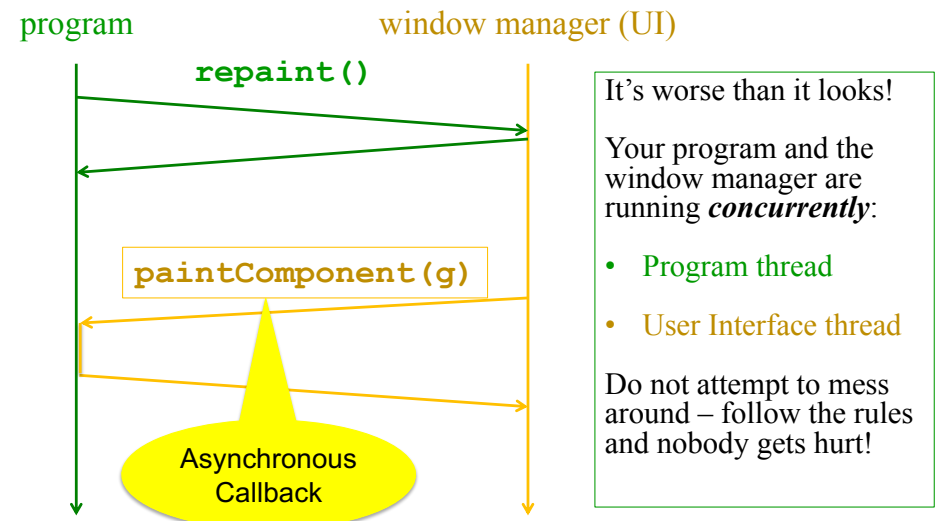 program
window manager (UI)
repaint()
paintComponent(g)
Asynchronous
Callback
It’s worse than it looks!
Your program and the
window manager are
running concurrently:
• Program thread
• User Interface thread
Do not attempt to mess
around – follow the rules
and nobody gets hurt!